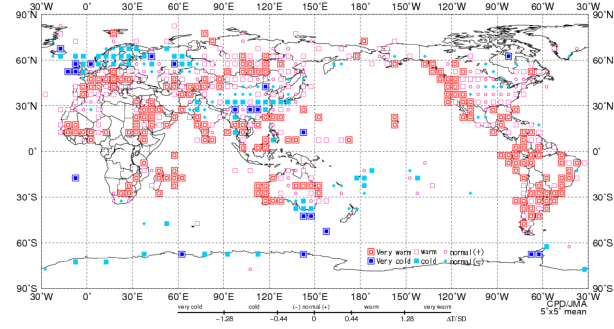 90°N
60°N
30°N
0°
30°S
60°S
90°S
Very warm warm normal(+)
Very cold cold normal(-)
30°W 0° 30°E 60°E 90°E 120°E 150°E 180° 150°W 120°W 90°W 60°W 30°W
CPD/JMA
5°x5° mean
very cold cold (-) normal (+) warm very warm
-1.28 -0.44 0 0.44 1.28 ΔT/SD